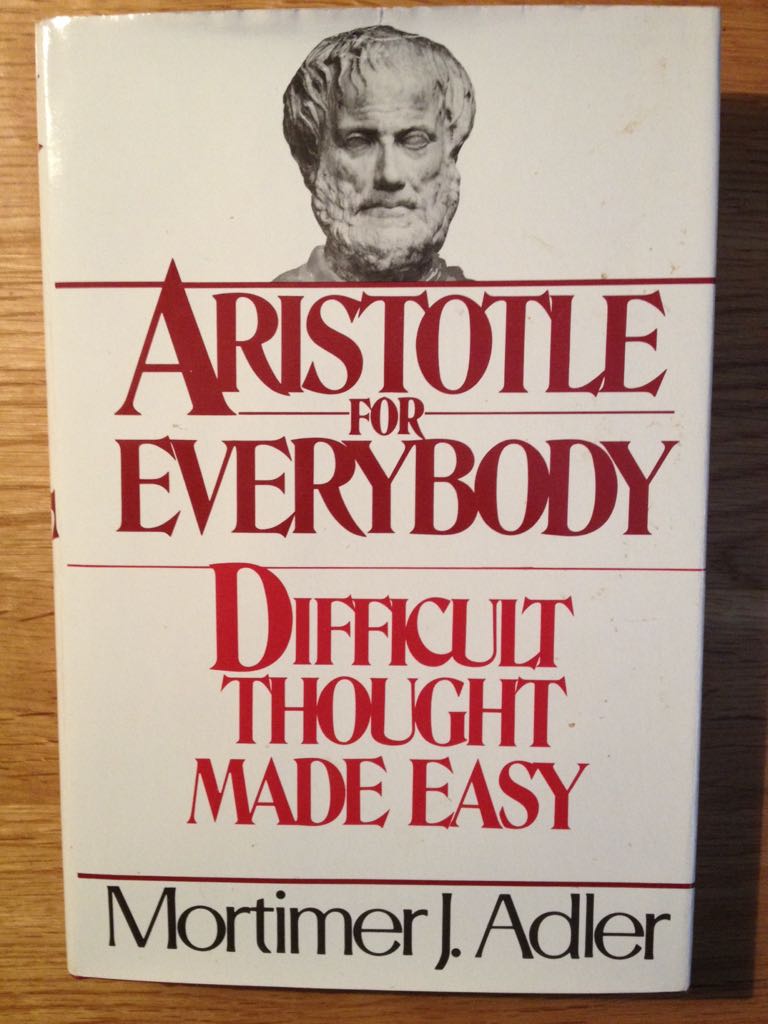 ARISTOTLE
FOR
EVERYBODY
DIFFICULT
THOUGHT
MADE EASY
Mortimer J. Adler